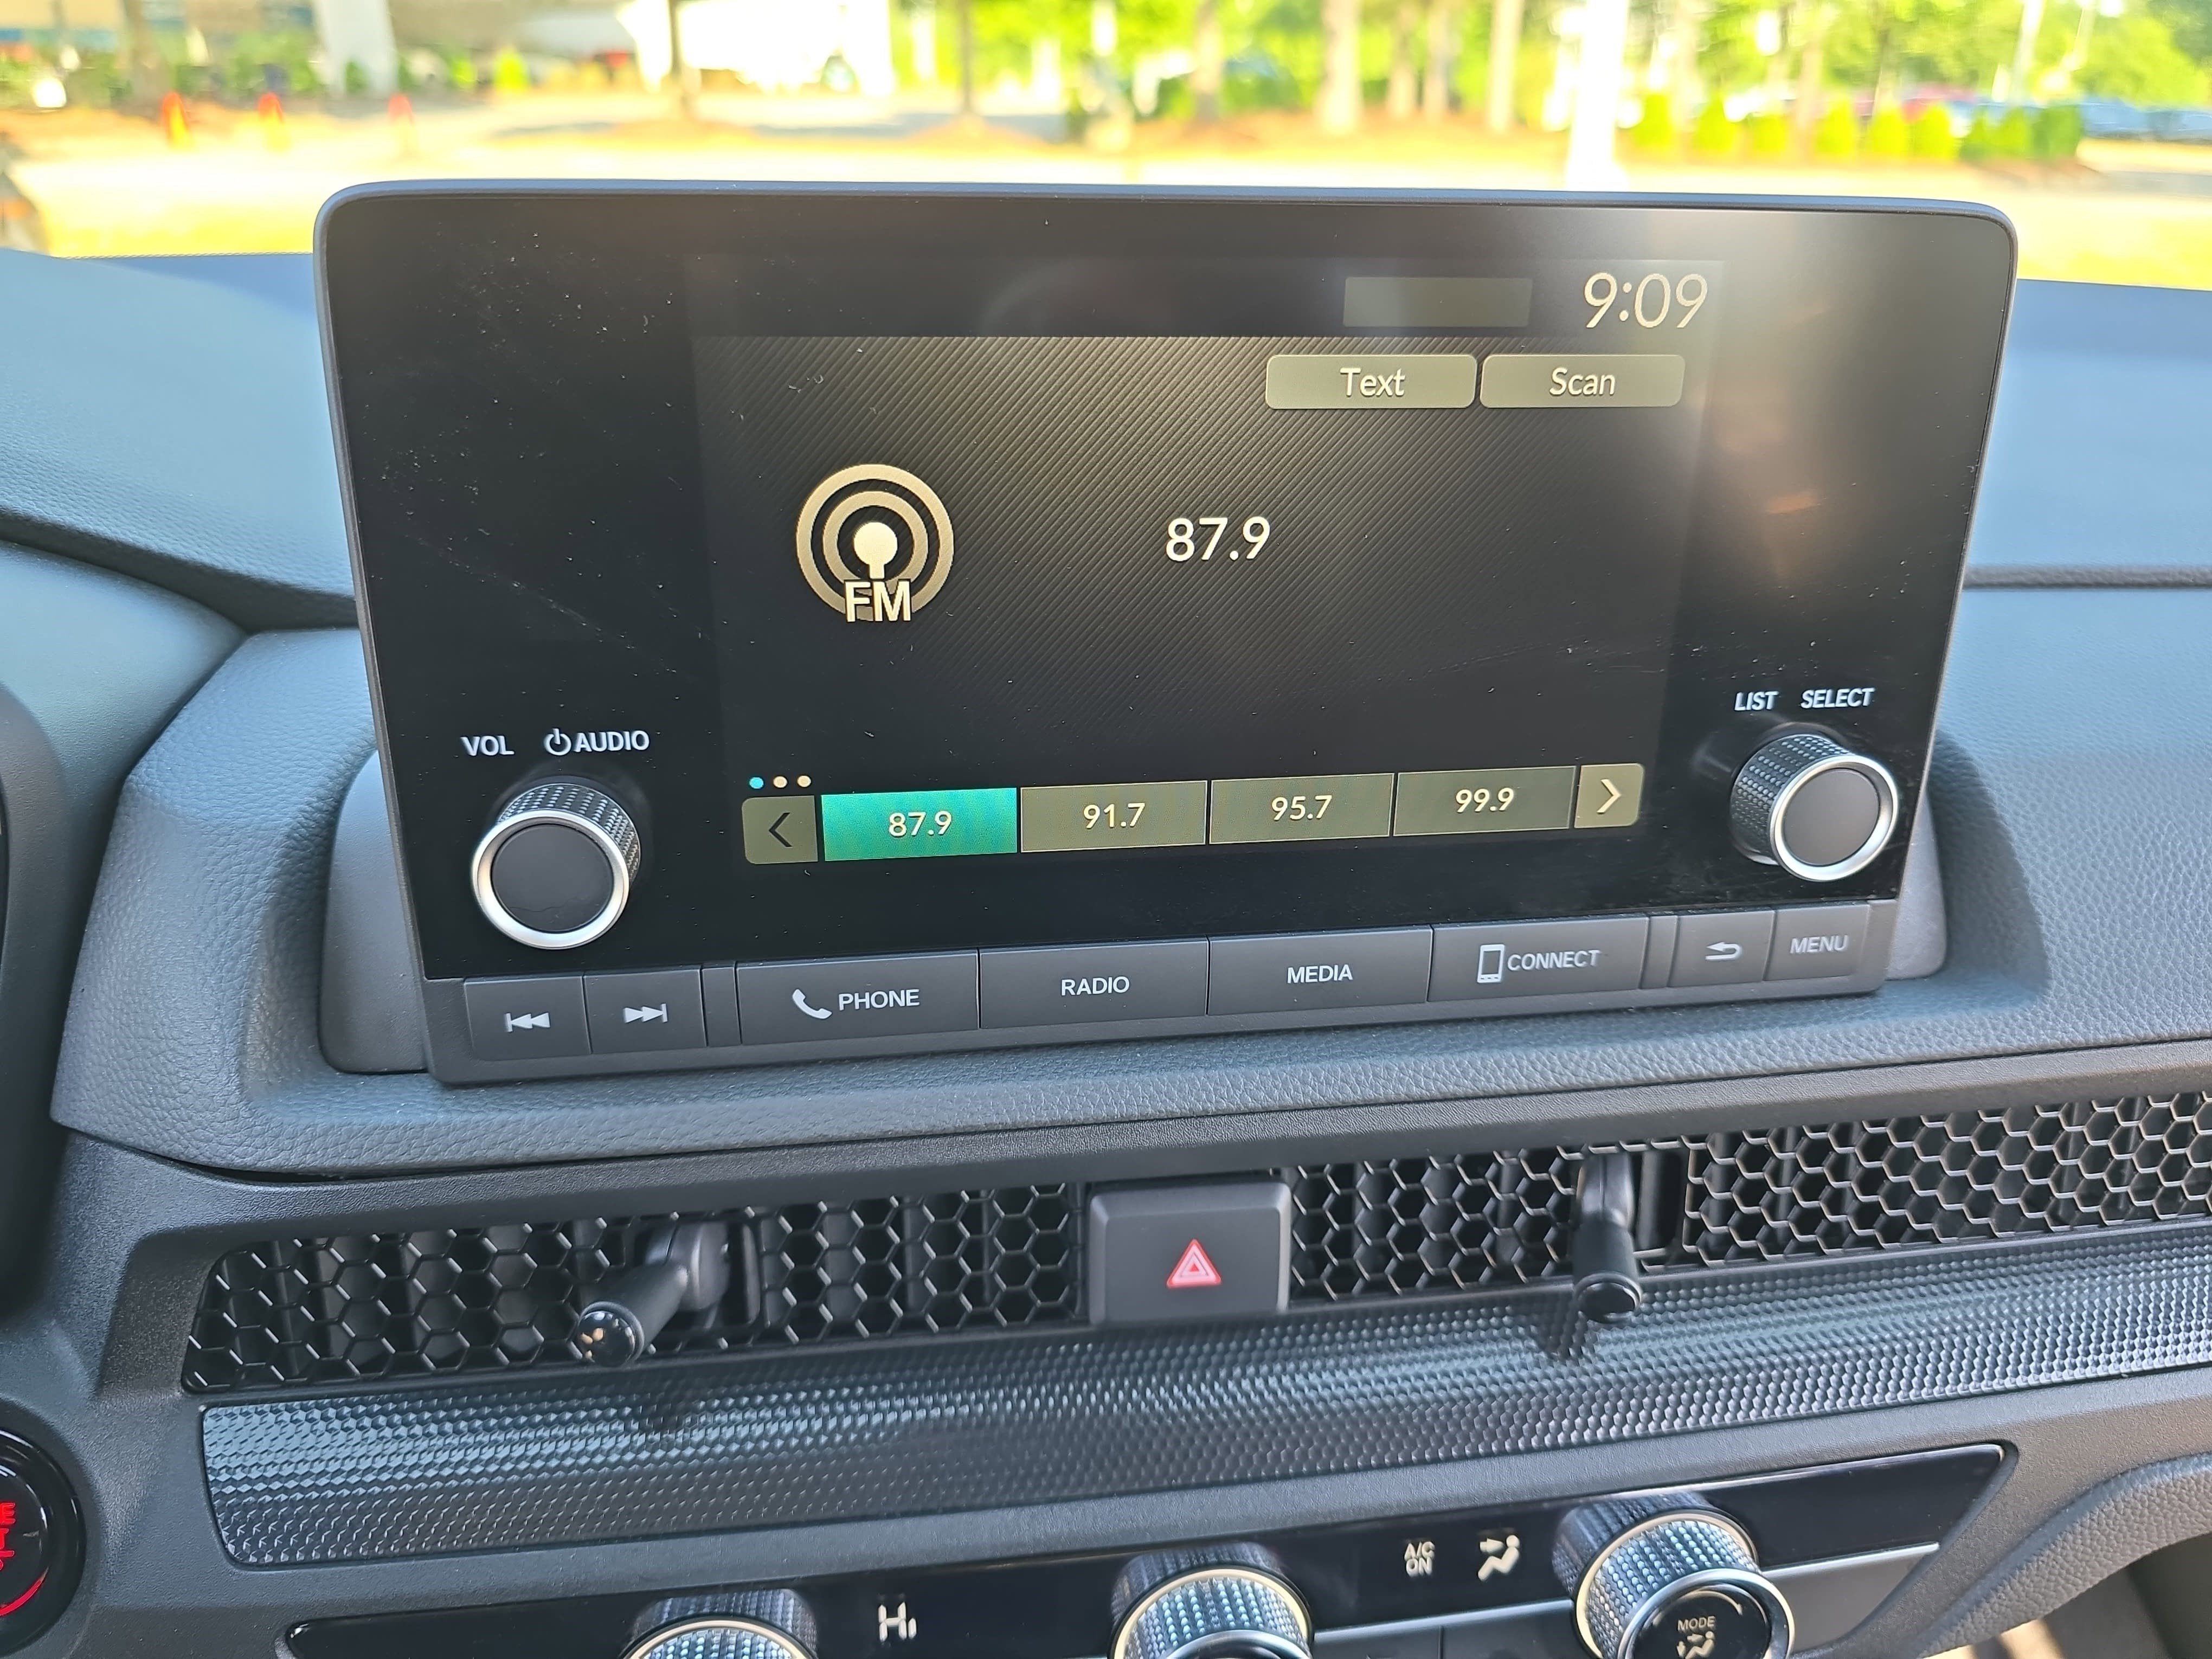 9:09
Text Scan
87.9
FM
LIST SELECT
VOL AUDIO
87.9 91.7 95.7 99.9
PHONE RADIO MEDIA CONNECT MENU
A/C
ON
HI
MODE